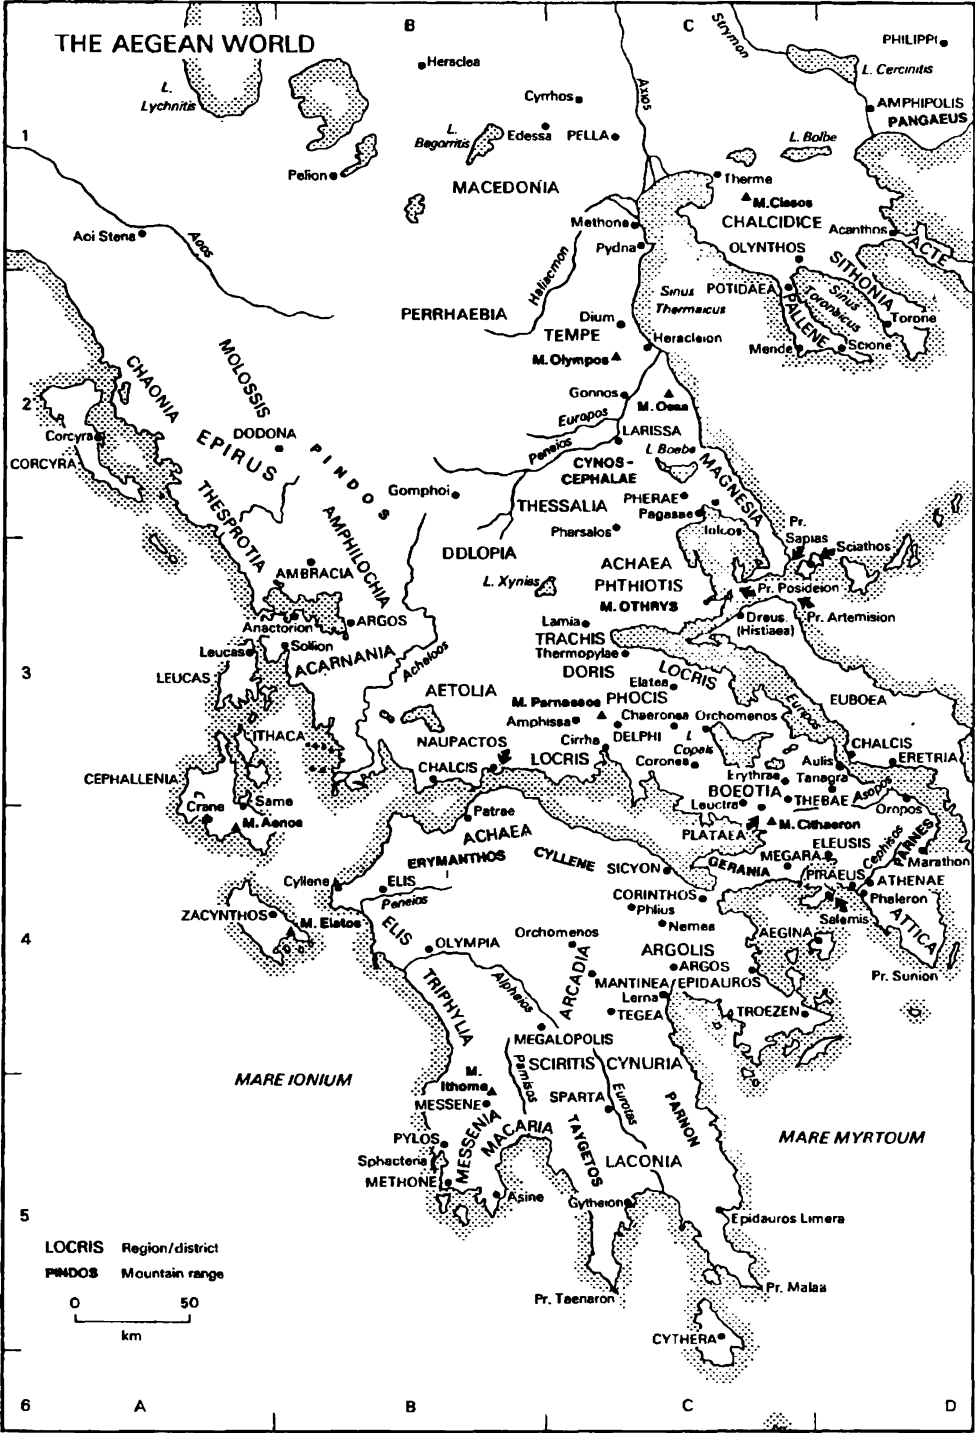 B
C
THE AEGEAN WORLD
Strymon
PHILIPPI
Heraclea
L. Cercinitis
L.
Lychnitis
Axios
Cyrrhos
AMPHIPOLIS
PANGAEUS
1
L.
Begorritis
Edessa
PELLA
L. Bolbe
Pelion
Therme
MACEDONIA
M. Cissos
CHALCIDICE
Methone
Acanthos
ACTE
Aoi Stena
Aoos
Pydna
OLYNTHOS
SITHONIA
Haliacmon
Sinus
Thermaicus
POTIDAEA
Sinus
Toronaicus
PERRHAEBIA
Dium
PALLENE
Torone
TEMPE
Heracleion
Mende
Scione
M. Olympos
MOLOSSIS
CHAONIA
Gonnos
M. Ossa
2
Europos
Corcyra
DODONA
Peneios
LARISSA
CORCYRA
EPIRUS
PINDOS
L Boebe
CYNOS-
CEPHALAE
MAGNESIA
THESPROTIA
Gomphoi
PHERAE
THESSALIA
Pagasae
Iolcos
AMPHILOCHIA
Pharsalos
Pr.
Sapias
Sciathos
DDLOPIA
ACHAEA
PHTHIOTIS
AMBRACIA
L. Xynias
Pr. Posideion
M. OTHRYS
Anactorion
ARGOS
Lamia
Oreus
(Histiaea)
Pr. Artemision
Sollion
TRACHIS
Leucas
ACARNANIA
Thermopylae
Acheloos
DORIS
LOCRIS
3
LEUCAS
AETOLIA
Elatea
EUBOEA
M. Parnassos
PHOCIS
Euripos
Amphissa
Chaeronea
Orchomenos
ITHACA
DELPHI
NAUPACTOS
Cirrha
L
Copais
CHALCIS
LOCRIS
Coronea
Aulis
ERETRIA
CEPHALLENIA
CHALCIS
Erythrae
Tanagra
BOEOTIA
Asopos
Same
Leuctra
THEBAE
Oropos
Crane
M. Aenos
Patrae
PLATAEA
M. Cithaeron
ACHAEA
ELEUSIS
Cephisos
PARNES
ERYMANTHOS
CYLLENE
SICYON
GERANIA
MEGARA
Marathon
Cyllene
ELIS
PIRAEUS
ATHENAE
Peneios
CORINTHOS
Phaleron
ZACYNTHOS
Phlius
Salamis
M. Elatos
ELIS
Nemea
AEGINA
ATTICA
Orchomenos
OLYMPIA
ARGOLIS
ARCADIA
ARGOS
Pr. Sunion
4
TRIPHYLIA
Alpheios
MANTINEA
EPIDAUROS
Lerna
TEGEA
TROEZEN
MEGALOPOLIS
SCIRITIS
CYNURIA
MARE IONIUM
M.
Ithome
Pamisos
SPARTA
Eurotas
MESSENE
MESSENIA
MACARIA
TAYGETOS
PARNON
MARE MYRTOUM
PYLOS
Sphacteria
LACONIA
METHONE
Asine
Gytheion
5
Epidauros Limera
LOCRIS Region/district
PINDOS Mountain range
0 50
km
Pr. Taenaron
Pr. Malaa
CYTHERA
6
A
B
C
D